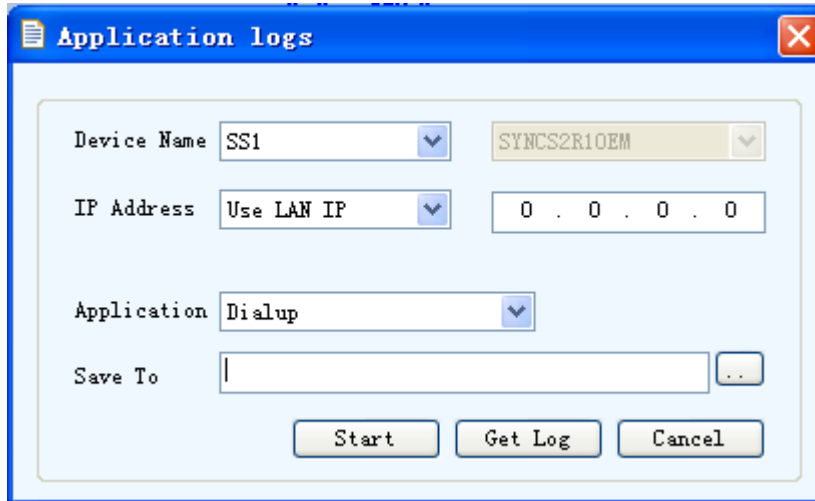 Application logs
Device Name SS1 SYNCS2R10EM
IP Address Use LAN IP 0 . 0 . 0 . 0
Application Dialup
Save To ..
Start Get Log Cancel